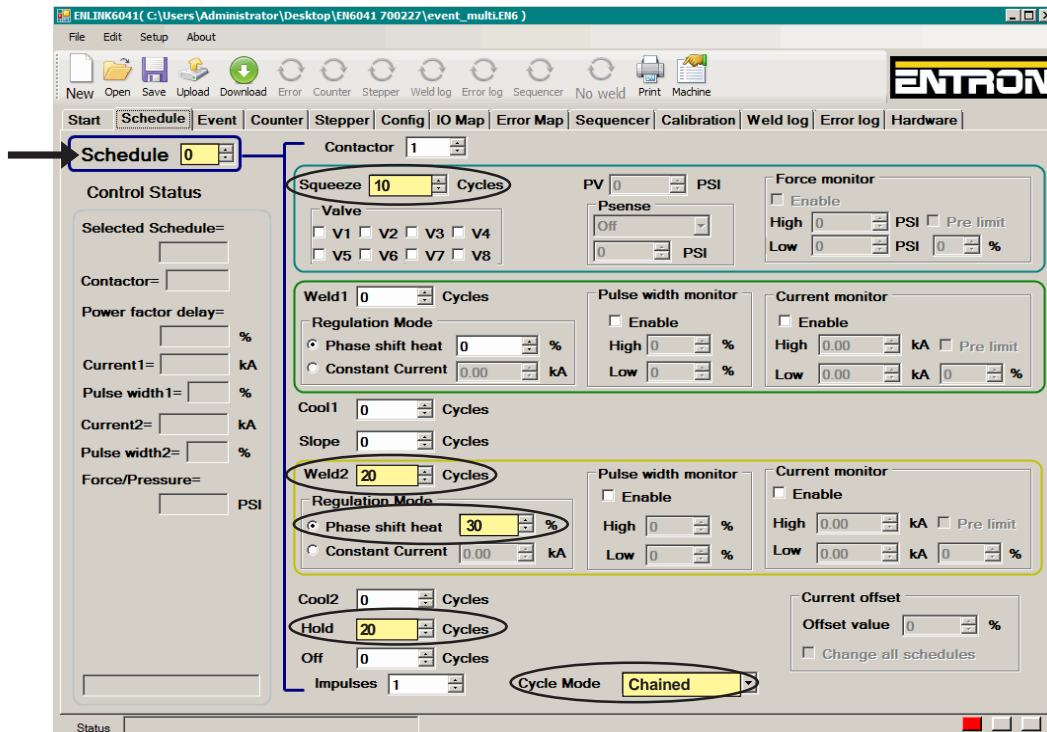 ENLINK6041( C:\Users\Administrator\Desktop\EN6041 700227\event_multi.EN6 )
File Edit Setup About
New Open Save Upload Download Error Counter Stepper Weld log Error log Sequencer No weld Print Machine
ENTRON
Start Schedule Event Counter Stepper Config IO Map Error Map Sequencer Calibration Weld log Error log Hardware
Schedule 0
Contactor 1
Control Status
Selected Schedule=
Contactor=
Power factor delay=
%
Current1= kA
Pulse width1= %
Current2= kA
Pulse width2= %
Force/Pressure=
PSI
Squeeze 10 Cycles
Valve
V1 V2 V3 V4
V5 V6 V7 V8
PV 0 PSI
Psense
Off
0 PSI
Force monitor
Enable
High 0 PSI Pre limit
Low 0 PSI 0 %
Weld1 0 Cycles
Regulation Mode
Phase shift heat 0 %
Constant Current 0.00 kA
Pulse width monitor
Enable
High 0 %
Low 0 %
Current monitor
Enable
High 0.00 kA Pre limit
Low 0.00 kA 0 %
Cool1 0 Cycles
Slope 0 Cycles
Weld2 20 Cycles
Regulation Mode
Phase shift heat 30 %
Constant Current 0.00 kA
Pulse width monitor
Enable
High 0 %
Low 0 %
Current monitor
Enable
High 0.00 kA Pre limit
Low 0.00 kA 0 %
Cool2 0 Cycles
Hold 20 Cycles
Off 0 Cycles
Impulses 1
Cycle Mode Chained
Current offset
Offset value 0 %
Change all schedules
Status